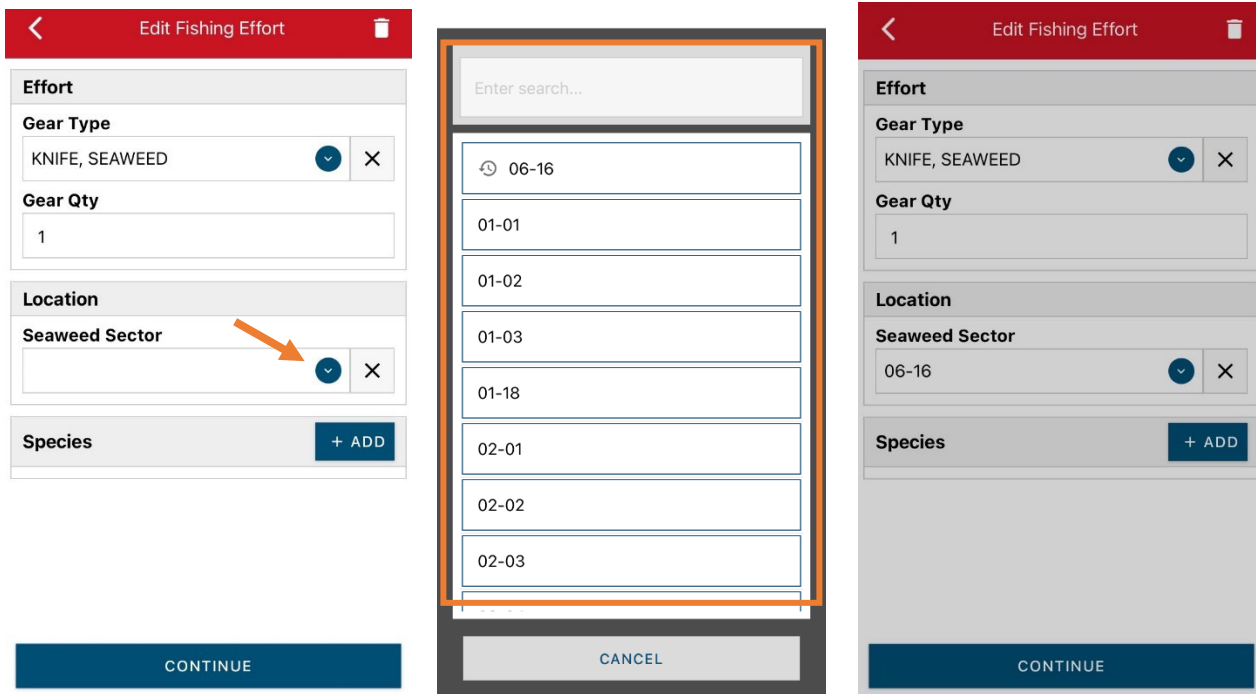 Edit Fishing Effort
Effort
Gear Type
KNIFE, SEAWEED
Gear Qty
1
Location
Seaweed Sector
Species
+ ADD
CONTINUE
Enter search...
06-16
01-01
01-02
01-03
01-18
02-01
02-02
02-03
CANCEL
Edit Fishing Effort
Effort
Gear Type
KNIFE, SEAWEED
Gear Qty
1
Location
Seaweed Sector
06-16
Species
+ ADD
CONTINUE